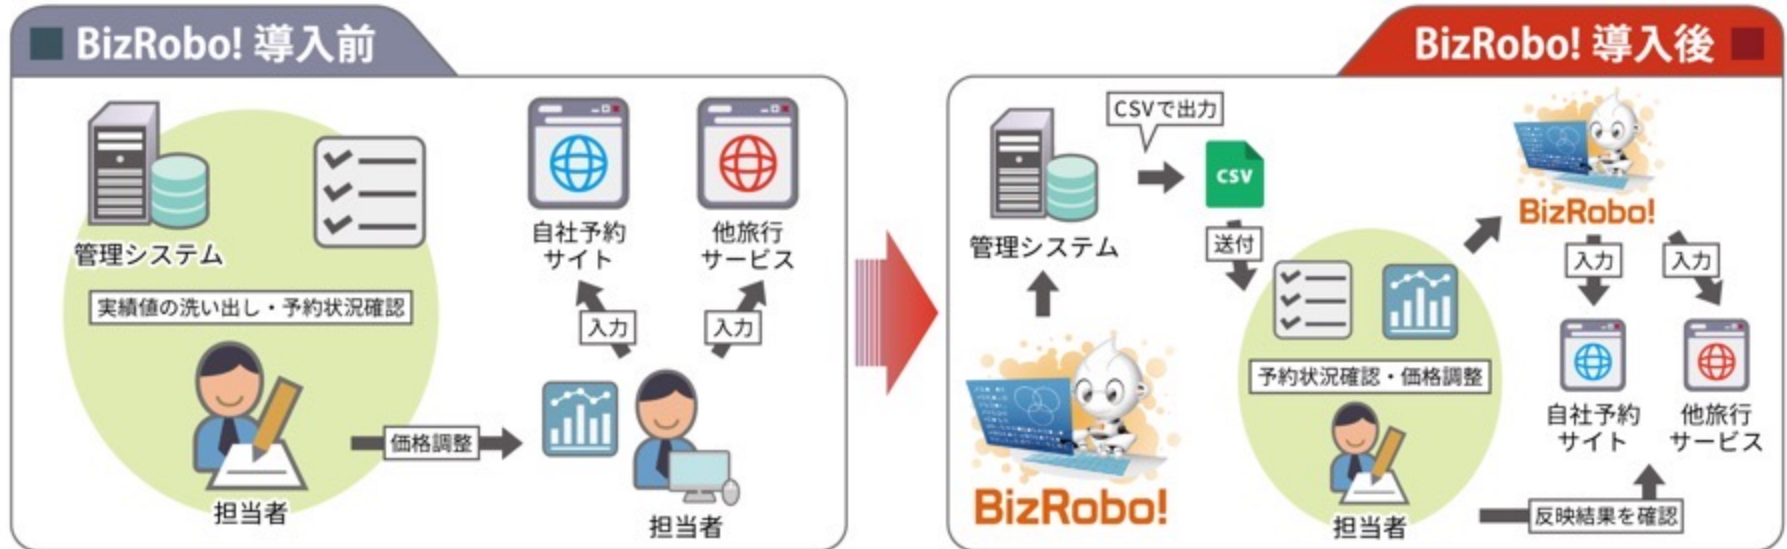 BizRobo! 導入前
管理システム
実績値の洗い出し・予約状況確認
担当者
価格調整
自社予約
サイト
他旅行
サービス
入力
入力
担当者
BizRobo! 導入後
管理システム
CSVで出力
CSV
送付
BizRobo!
予約状況確認・価格調整
担当者
BizRobo!
入力
入力
自社予約
サイト
他旅行
サービス
反映結果を確認